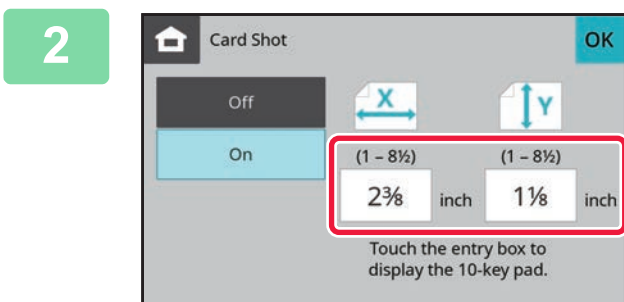 2
Card Shot
OK
Off
X
Y
On
(1 – 8½)
(1 – 8½)
2⅜ inch
1⅛ inch
Touch the entry box to
display the 10-key pad.